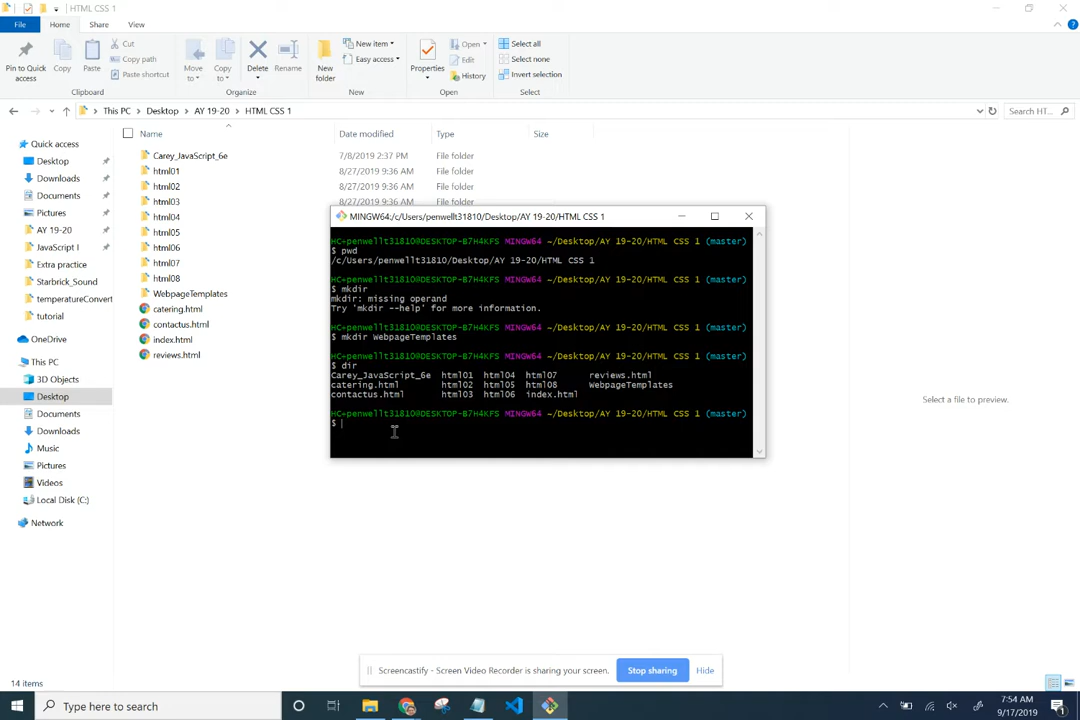 HTML CSS 1
File Home Share View
Pin to Quick access
Copy
Paste
Cut
Copy path
Paste shortcut
Move to
Copy to
Delete
Rename
New folder
New item
Easy access
Properties
Open
Edit
History
Select all
Select none
Invert selection
Clipboard Organize New Open Select
This PC Desktop AY 19-20 HTML CSS 1
Search HT...
Name Date modified Type Size
Quick access
Desktop
Downloads
Documents
Pictures
AY 19-20
JavaScript I
Extra practice
Starbrick_Sound
temperatureConvert
tutorial
OneDrive
This PC
3D Objects
Desktop
Documents
Downloads
Music
Pictures
Videos
Local Disk (C:)
Network
Carey_JavaScript_6e 7/8/2019 2:37 PM File folder
html01 8/27/2019 9:36 AM File folder
html02 8/27/2019 9:36 AM File folder
html03
html04
html05
html06
html07
html08
WebpageTemplates
catering.html
contactus.html
index.html
reviews.html
MINGW64:/c/Users/penwellt31810/Desktop/AY 19-20/HTML CSS 1
HC+penwellt31810@DESKTOP-B7H4KFS MINGW64 ~/Desktop/AY 19-20/HTML CSS 1 (master)
$ pwd
/c/Users/penwellt31810/Desktop/AY 19-20/HTML CSS 1
HC+penwellt31810@DESKTOP-B7H4KFS MINGW64 ~/Desktop/AY 19-20/HTML CSS 1 (master)
$ mkdir
mkdir: missing operand
Try 'mkdir --help' for more information.
HC+penwellt31810@DESKTOP-B7H4KFS MINGW64 ~/Desktop/AY 19-20/HTML CSS 1 (master)
$ mkdir WebpageTemplates
HC+penwellt31810@DESKTOP-B7H4KFS MINGW64 ~/Desktop/AY 19-20/HTML CSS 1 (master)
$ dir
Carey_JavaScript_6e html01 html04 html07 reviews.html
catering.html html02 html05 html08 WebpageTemplates
contactus.html html03 html06 index.html
HC+penwellt31810@DESKTOP-B7H4KFS MINGW64 ~/Desktop/AY 19-20/HTML CSS 1 (master)
$
Select a file to preview.
Screencastify - Screen Video Recorder is sharing your screen. Stop sharing Hide
14 items
Type here to search
7:54 AM
9/17/2019
1